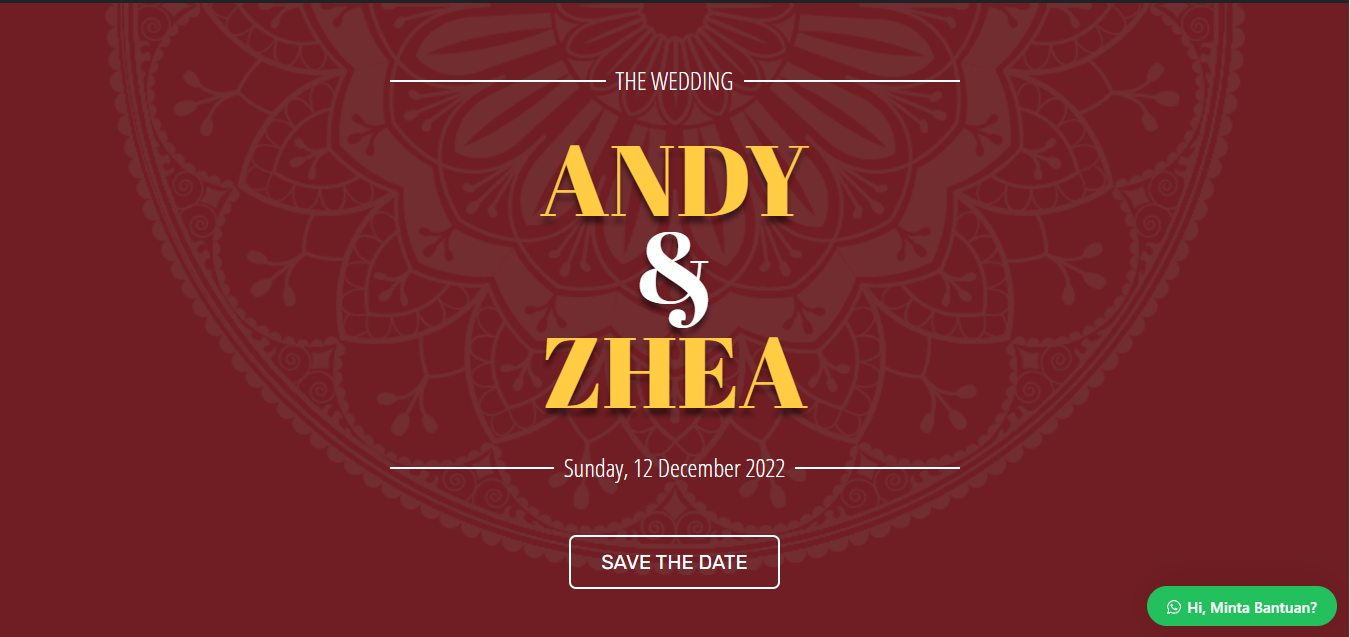 THE WEDDING
ANDY
&
ZHEA
Sunday, 12 December 2022
SAVE THE DATE
Hi, Minta Bantuan?